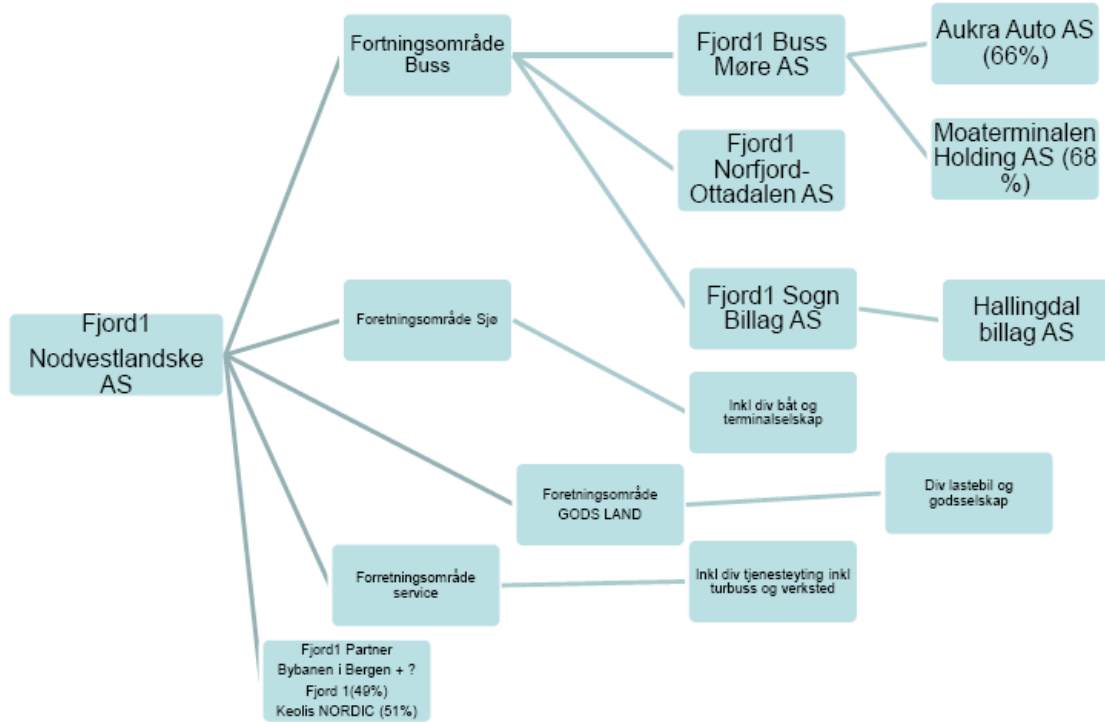 Fortningsområde
Buss
Fjord1 Buss
Møre AS
Aukra Auto AS
(66%)
Moaterminalen
Holding AS (68
%)
Fjord1
Norfjord-
Ottadalen AS
Fjord1 Sogn
Billag AS
Hallingdal
billag AS
Fjord1
Nodvestlandske
AS
Foretningsområde Sjø
Inkl div båt og
terminalselskap
Foretningsområde
GODS LAND
Div lastebil og
godsselskap
Forretningsområde
service
Inkl div tjenesteyting inkl
turbuss og verksted
Fjord1 Partner
Bybanen i Bergen + ?
Fjord 1(49%)
Keolis NORDIC (51%)